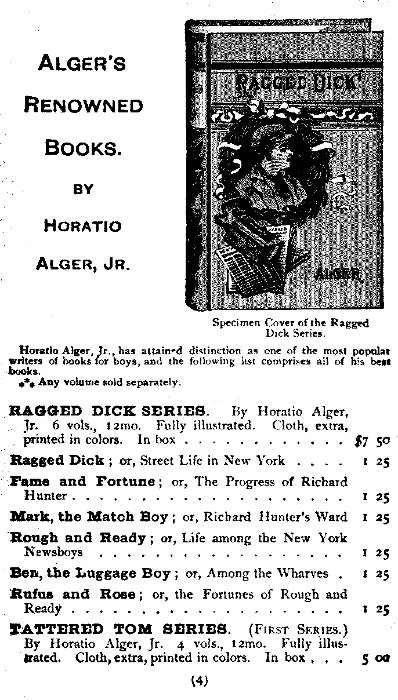 ALGER'S
RENOWNED
BOOKS.
BY
HORATIO
ALGER, JR.
RAGGED DICK
ALGER
Specimen Cover of the Ragged
Dick Series.
Horatio Alger, Jr., has attained distinction as one of the most popular
writers of books for boys, and the following list comprises all of his best
books.
*** Any volume sold separately.
RAGGED DICK SERIES. By Horatio Alger,
Jr. 6 vols., 12mo. Fully illustrated. Cloth, extra,
printed in colors. In box . . . . . . . . . . . $7 50
Ragged Dick; or, Street Life in New York . . . . 1 25
Fame and Fortune; or, The Progress of Richard
Hunter . . . . . . . . . . . . . . . . . . 1 25
Mark, the Match Boy; or, Richard Hunter's Ward 1 25
Rough and Ready; or, Life among the New York
Newsboys . . . . . . . . . . . . . . . . 1 25
Ben, the Luggage Boy; or, Among the Wharves . 1 25
Rufus and Rose; or, the Fortunes of Rough and
Ready . . . . . . . . . . . . . . . . . . 1 25
TATTERED TOM SERIES. (FIRST SERIES.)
By Horatio Alger, Jr. 4 vols., 12mo. Fully illus-
trated. Cloth, extra, printed in colors. In box . . . 5 00
(4)